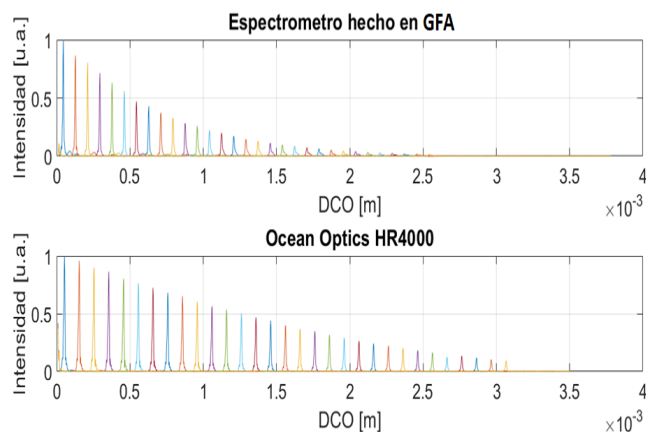 Espectrometro hecho en GFA
Intensidad [u.a.]
1
0.5
0
0 0.5 1 1.5 2 2.5 3 3.5 4
DCO [m]
×10-3
Ocean Optics HR4000
Intensidad [u.a.]
1
0.5
0
0 0.5 1 1.5 2 2.5 3 3.5 4
DCO [m]
×10-3